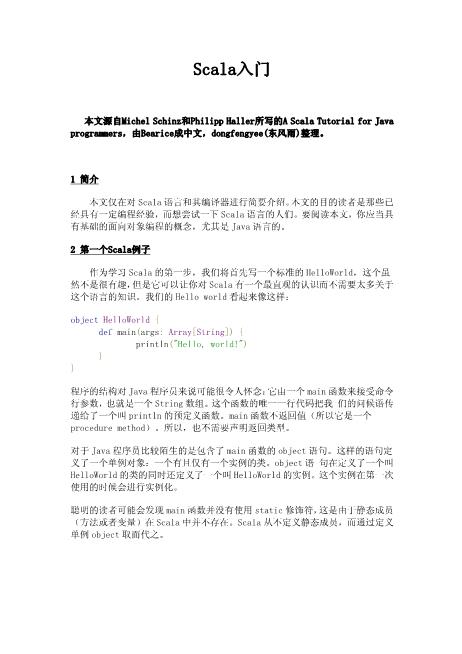 Scala入门
本文源自Michel Schinz和Philipp Haller所写的A Scala Tutorial for Java
programmers，由Bearice成中文，dongfengyee(东风雨)整理。
1 简介
本文仅在对Scala语言和其编译器进行简要介绍。本文的目的读者是那些已
经具有一定编程经验，而想尝试一下Scala语言的人们。要阅读本文，你应当具
有基础的面向对象编程的概念，尤其是Java语言的。
2 第一个Scala例子
作为学习Scala的第一步，我们将首先写一个标准的HelloWorld，这个虽
然不是很有趣，但是它可以让你对Scala有一个最直观的认识而不需要太多关于
这个语言的知识。我们的Hello world看起来像这样：
object HelloWorld {
def main(args: Array[String]) {
println("Hello, world!")
}
}
程序的结构对Java程序员来说可能很令人怀念：它由一个main函数来接受命令
行参数，也就是一个String数组。这个函数的唯一一行代码把我 们的问候语传
递给了一个叫println的预定义函数。main函数不返回值（所以它是一个
procedure method）。所以，也不需要声明返回类型。
对于Java程序员比较陌生的是包含了main函数的object语句。这样的语句定
义了一个单例对象：一个有且仅有一个实例的类。object语 句在定义了一个叫
HelloWorld的类的同时还定义了一个叫HelloWorld的实例。这个实例在第一次
使用的时候会进行实例化。
聪明的读者可能会发现main函数并没有使用static修饰符，这是由于静态成员
（方法或者变量）在Scala中并不存在。Scala从不定义静态成员，而通过定义
单例object取而代之。